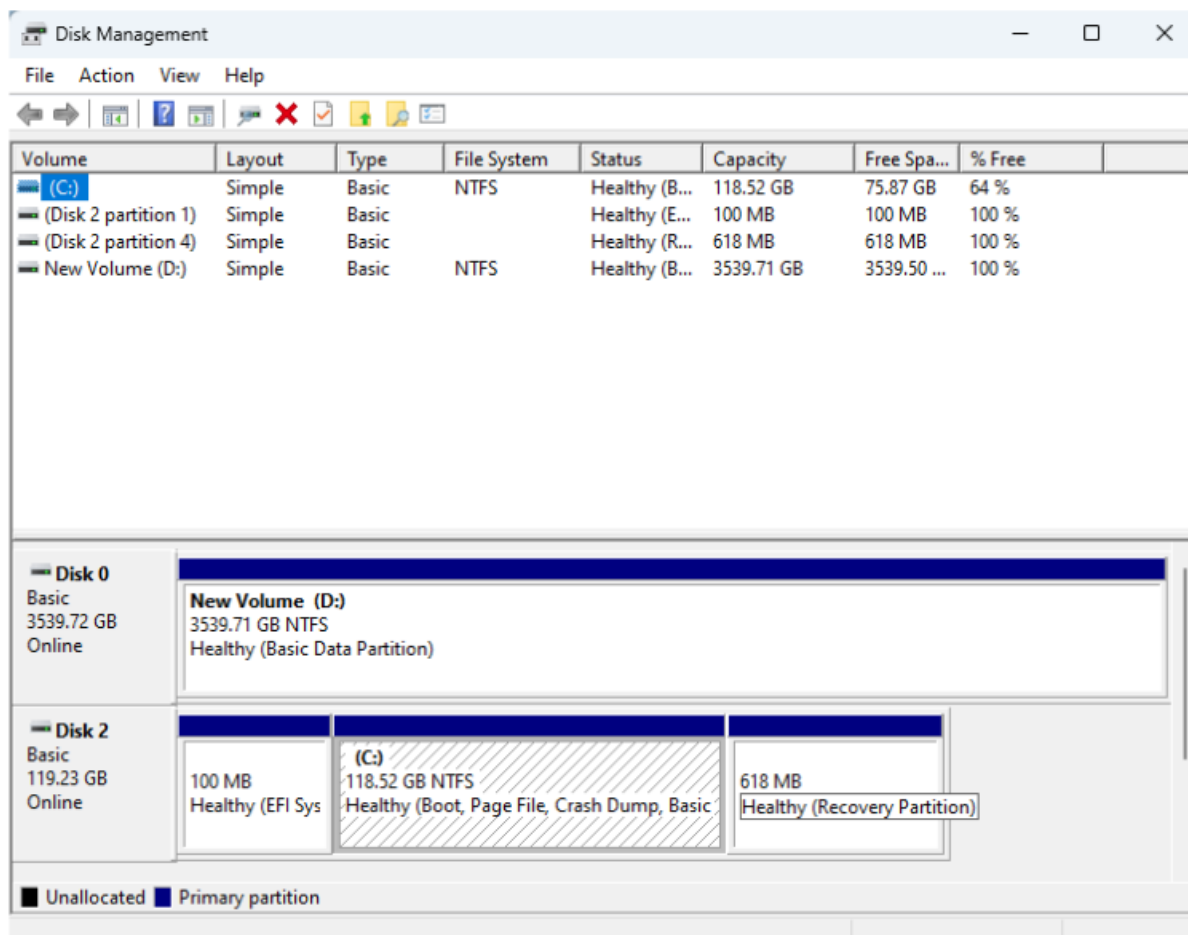 Disk Management
File Action View Help
Volume Layout Type File System Status Capacity Free Spa... % Free
(C:) Simple Basic NTFS Healthy (B... 118.52 GB 75.87 GB 64 %
(Disk 2 partition 1) Simple Basic Healthy (E... 100 MB 100 MB 100 %
(Disk 2 partition 4) Simple Basic Healthy (R... 618 MB 618 MB 100 %
New Volume (D:) Simple Basic NTFS Healthy (B... 3539.71 GB 3539.50 ... 100 %
Disk 0
Basic
3539.72 GB
Online
New Volume (D:)
3539.71 GB NTFS
Healthy (Basic Data Partition)
Disk 2
Basic
119.23 GB
Online
100 MB
Healthy (EFI Sys
(C:)
118.52 GB NTFS
Healthy (Boot, Page File, Crash Dump, Basic
618 MB
Healthy (Recovery Partition)
Unallocated Primary partition